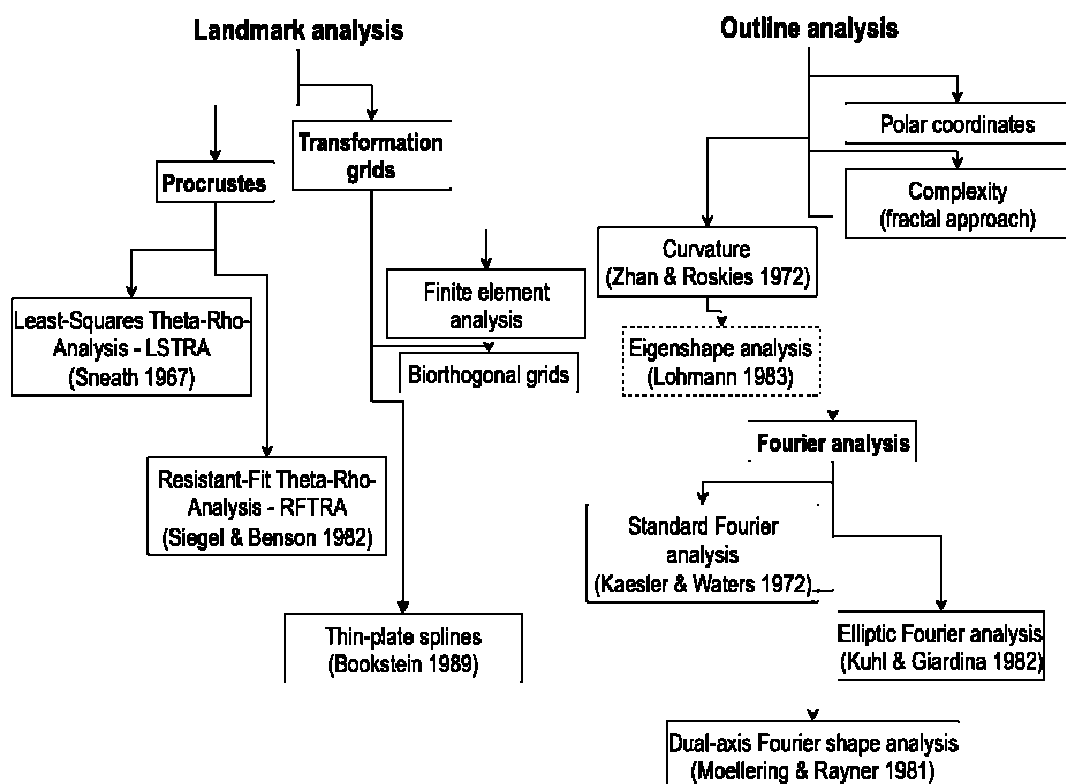 Landmark analysis
Transformation
grids
Procrustes
Least-Squares Theta-Rho-
Analysis - LSTRA
(Sneath 1967)
Finite element
analysis
Biorthogonal grids
Resistant-Fit Theta-Rho-
Analysis - RFTRA
(Siegel & Benson 1982)
Thin-plate splines
(Bookstein 1989)
Outline analysis
Polar coordinates
Complexity
(fractal approach)
Curvature
(Zhan & Roskies 1972)
Eigenshape analysis
(Lohmann 1983)
Fourier analysis
Standard Fourier
analysis
(Kaesler & Waters 1972)
Elliptic Fourier analysis
(Kuhl & Giardina 1982)
Dual-axis Fourier shape analysis
(Moellering & Rayner 1981)